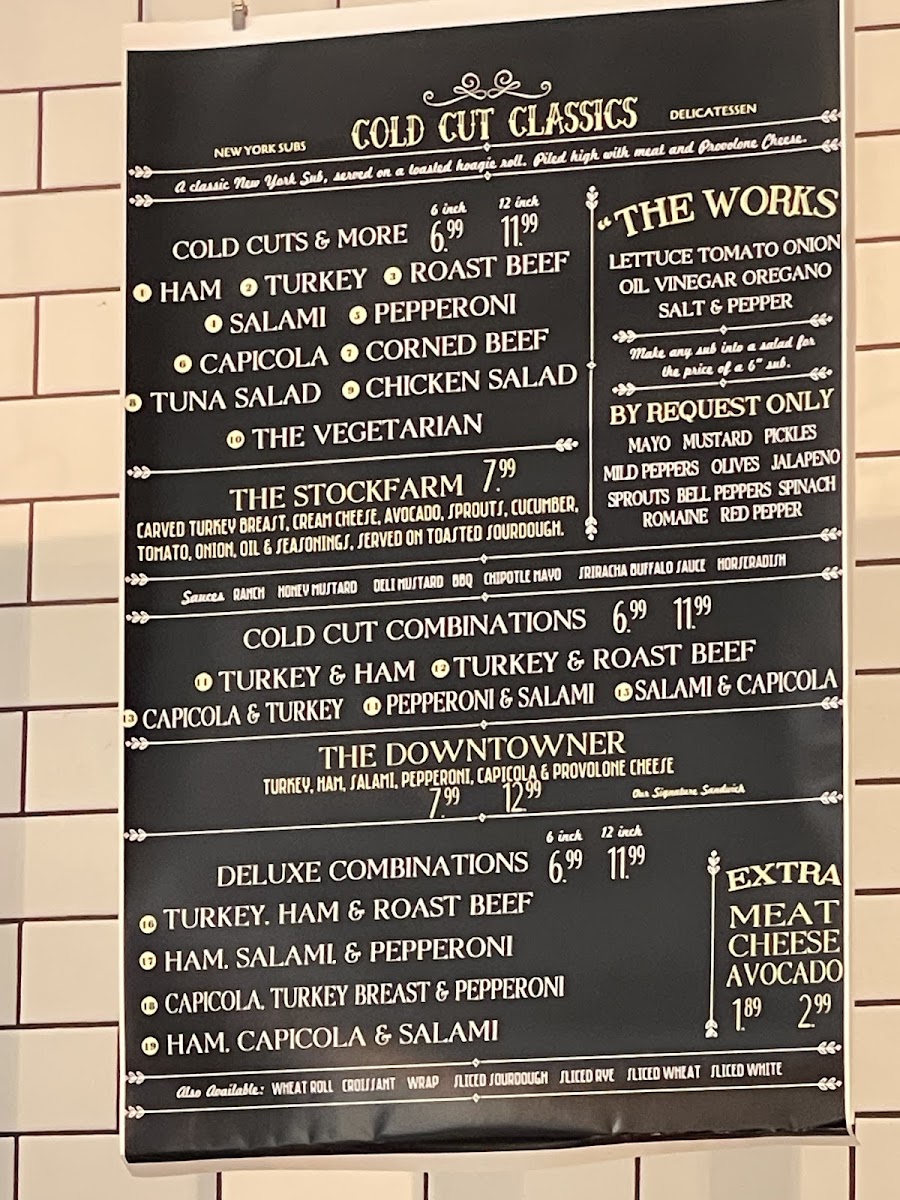 NEW YORK SUBS COLD CUT CLASSICS DELICATESSEN
A classic New York Sub, served on a toasted hoagie roll. Piled high with meat and Provolone Cheese.
6 inch 12 inch
COLD CUTS & MORE 6.99 11.99
1 HAM 2 TURKEY 3 ROAST BEEF
4 SALAMI 5 PEPPERONI
6 CAPICOLA 7 CORNED BEEF
8 TUNA SALAD 9 CHICKEN SALAD
10 THE VEGETARIAN
"THE WORKS
LETTUCE TOMATO ONION
OIL VINEGAR OREGANO
SALT & PEPPER
Make any sub into a salad for
the price of a 6" sub.
BY REQUEST ONLY
MAYO MUSTARD PICKLES
MILD PEPPERS OLIVES JALAPENO
SPROUTS BELL PEPPERS SPINACH
ROMAINE RED PEPPER
THE STOCKFARM 7.99
CARVED TURKEY BREAST, CREAM CHEESE, AVOCADO, SPROUTS, CUCUMBER,
TOMATO, ONION, OIL & SEASONINGS, SERVED ON TOASTED SOURDOUGH.
Sauces RANCH HONEY MUSTARD DELI MUSTARD BBQ CHIPOTLE MAYO SRIRACHA BUFFALO SAUCE HORSERADISH
COLD CUT COMBINATIONS 6.99 11.99
11 TURKEY & HAM 12 TURKEY & ROAST BEEF
13 CAPICOLA & TURKEY 14 PEPPERONI & SALAMI 15 SALAMI & CAPICOLA
THE DOWNTOWNER
TURKEY, HAM, SALAMI, PEPPERONI, CAPICOLA & PROVOLONE CHEESE
7.99 12.99 Our Signature Sandwich
6 inch 12 inch
DELUXE COMBINATIONS 6.99 11.99
16 TURKEY, HAM & ROAST BEEF
17 HAM, SALAMI, & PEPPERONI
18 CAPICOLA, TURKEY BREAST & PEPPERONI
19 HAM, CAPICOLA & SALAMI
EXTRA
MEAT
CHEESE
AVOCADO
1.89 2.99
Also Available: WHEAT ROLL CROISSANT WRAP SLICED SOURDOUGH SLICED RYE SLICED WHEAT SLICED WHITE